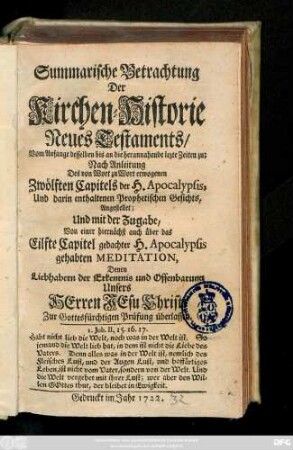 Summarische Betrachtung
Der
Kirchen-Historie
Neues Testaments/
Vom Anfange desselben bis an die herannahende lezte Zeiten zu:
Nach Anleitung
Des von Wort zu Wort erwogenen
Zwölften Capitels der H. Apocalypsis,
Und darin enthaltenen Prophetischen Gesichts,
Angestellet;
Und mit der Zugabe,
Von einer hiernächst auch über das
Eilfte Capitel gedachter H. Apocalypsis
gehabten MEDITATION,
Denen
Liebhabern der Erkentnis und Offenbarung
Unsers
HErren JEsu Christi
Zur Gottsfürchtigen Prüfung
1. Joh. II, 15. 16. 17.
Habt nicht lieb die Welt, noch was in der Welt ist. So
iemand die Welt lieb hat, in dem ist nicht die Liebe des
Vaters. Denn alles was in der Welt ist, nemlich des
Fleisches Lust, und der Augen Lust, und hoffärtiges
Leben, ist nicht vom Vater, sondern von der Welt. Und
die Welt vergehet mit ihrer Lust; wer aber den Wil-
len GOttes thut, der bleibet in Ewigkeit.
Gedruckt im Jahr 1722. 32